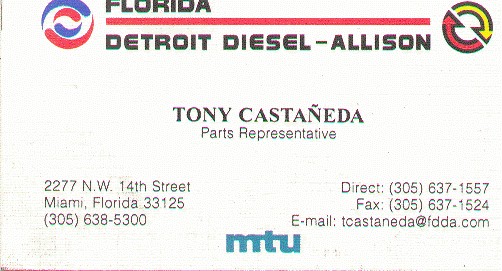 FLORIDA
DETROIT DIESEL-ALLISON
TONY CASTAÑEDA
Parts Representative
2277 N.W. 14th Street
Miami, Florida 33125
(305) 638-5300
Direct: (305) 637-1557
Fax: (305) 637-1524
E-mail: tcastaneda@fdda.com
mtu